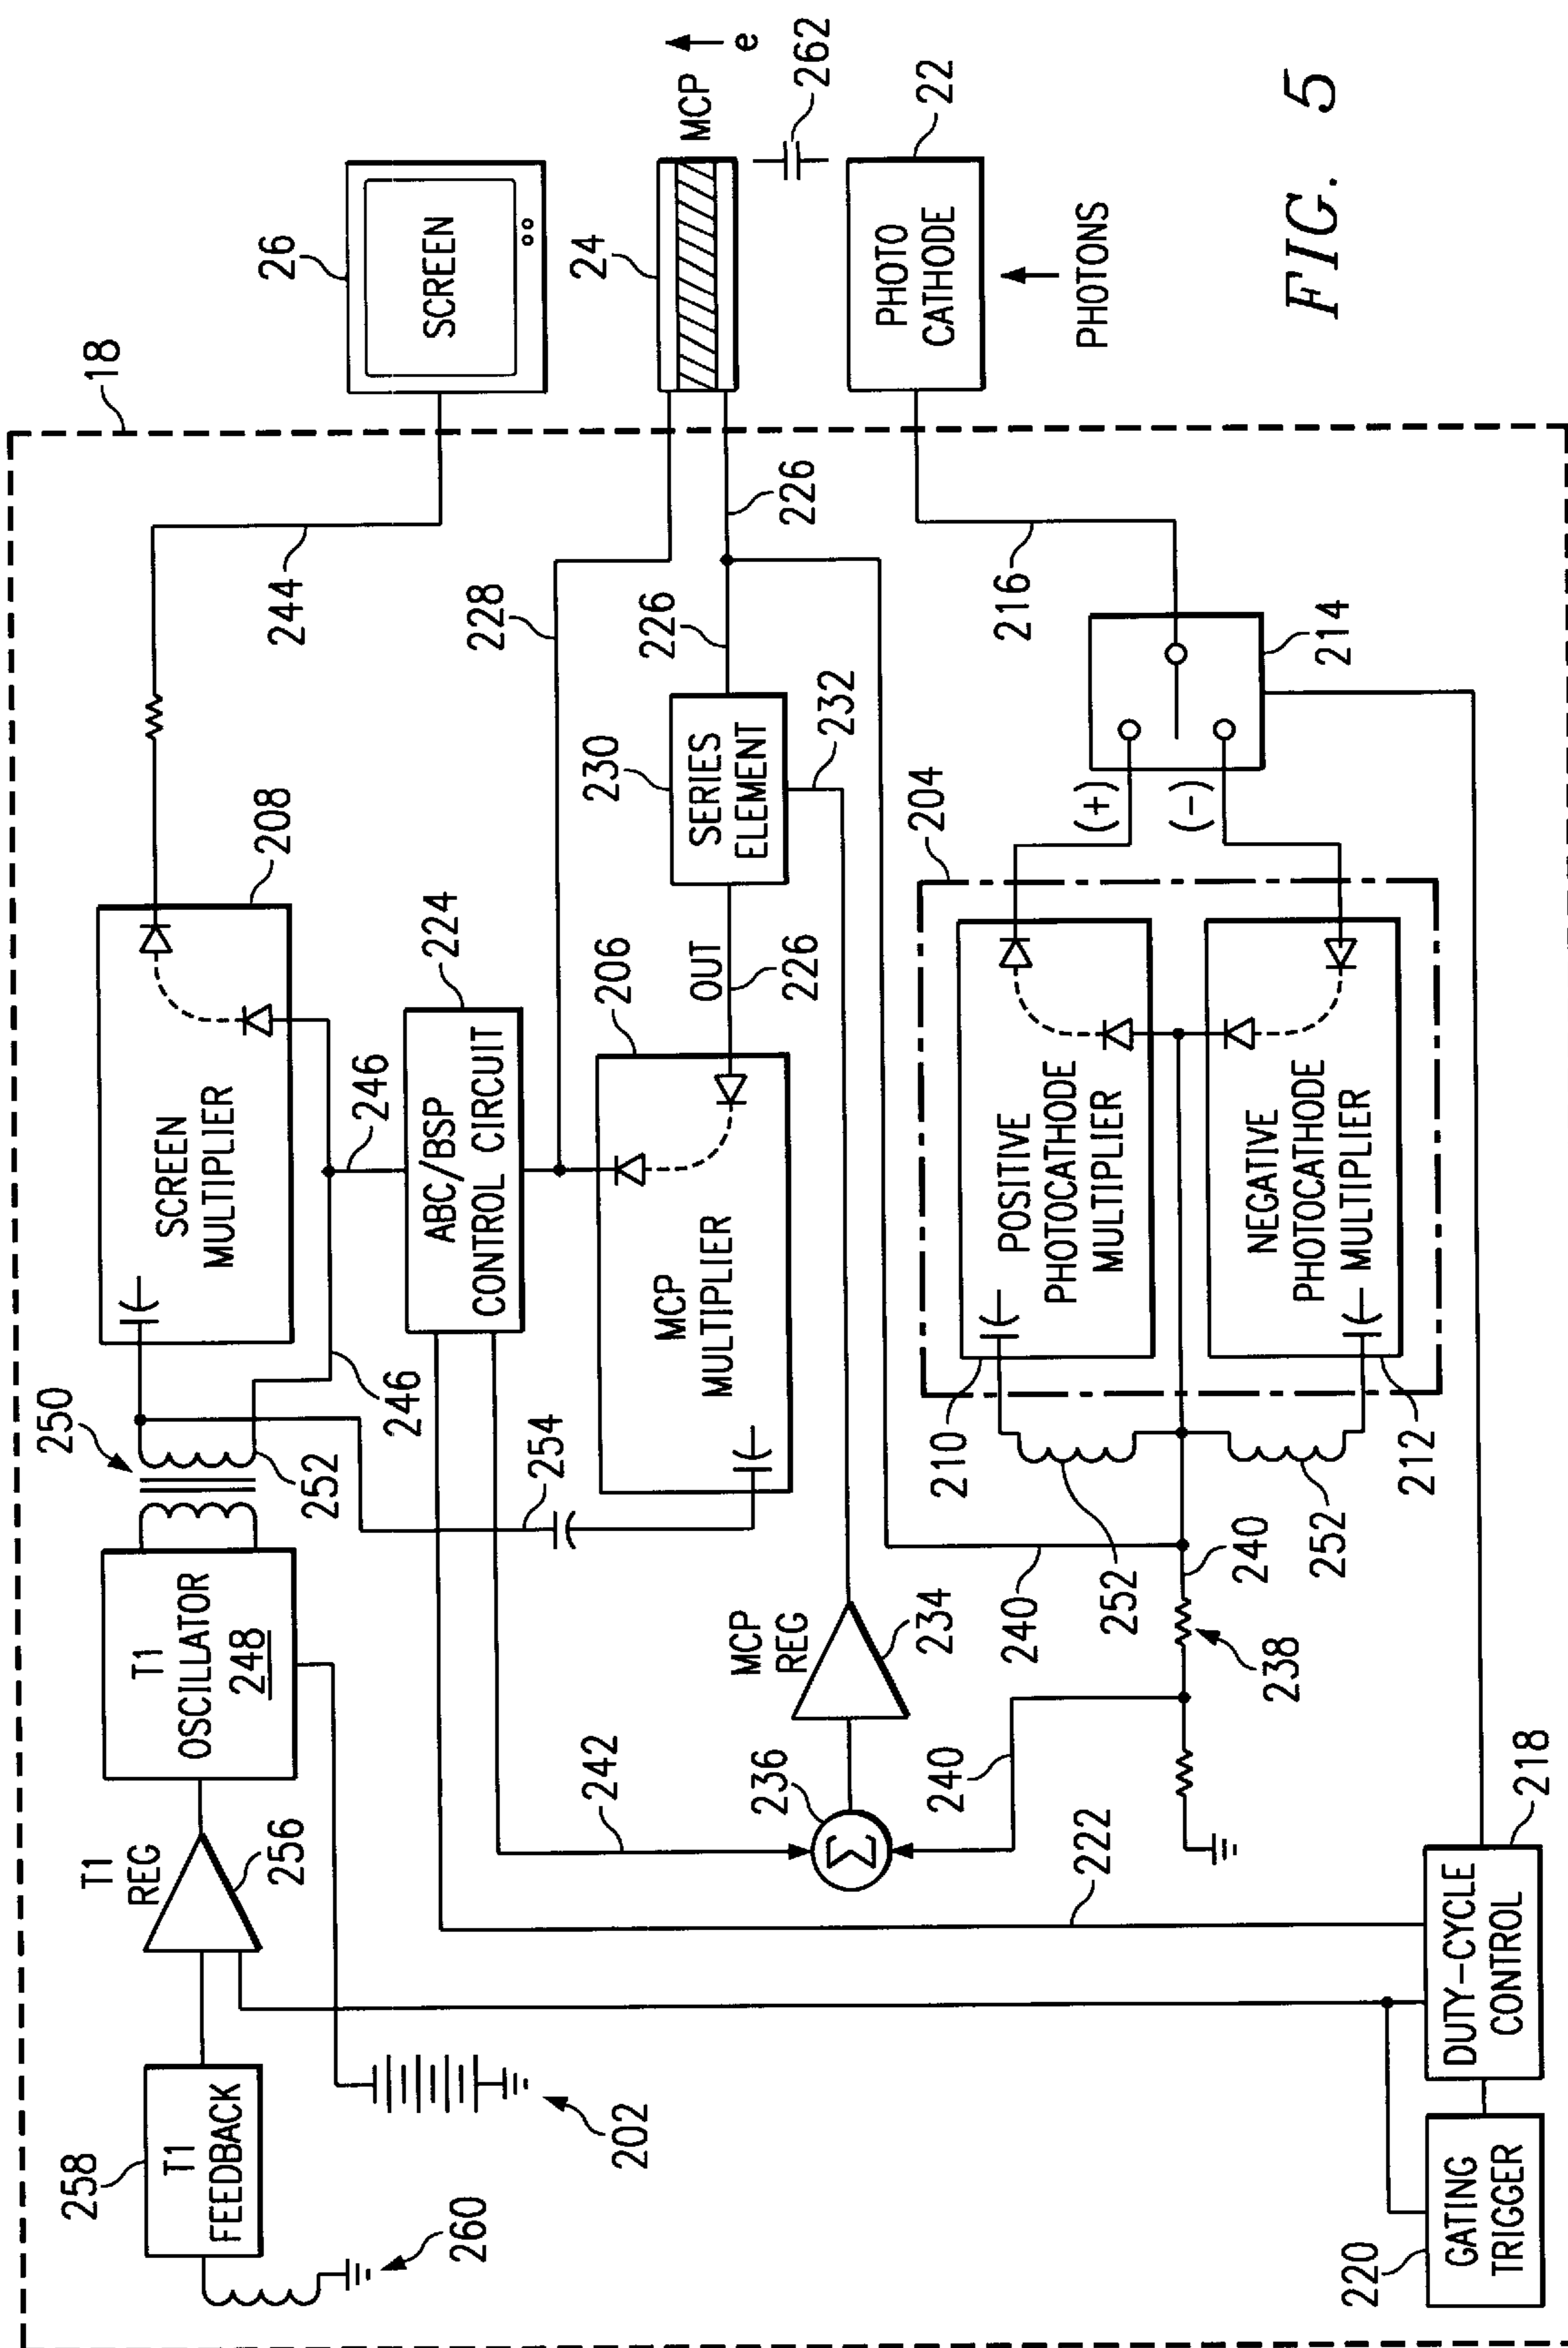 18
258
T1
FEEDBACK
260
202
T1
REG
256
T1
OSCILLATOR
248
250
252
246
SCREEN
MULTIPLIER
208
244
26
SCREEN
246
ABC/BSP
CONTROL CIRCUIT
224
254
228
24
MCP
e
262
226
242
MCP
MULTIPLIER
206
OUT
226
230
SERIES
ELEMENT
226
232
MCP
REG
234
236
Σ
240
222
240
238
240
252
252
210
212
204
POSITIVE
PHOTOCATHODE
MULTIPLIER
NEGATIVE
PHOTOCATHODE
MULTIPLIER
(+)
(-)
214
216
22
PHOTO
CATHODE
PHOTONS
220
GATING
TRIGGER
DUTY-CYCLE
CONTROL
218
FIG. 5